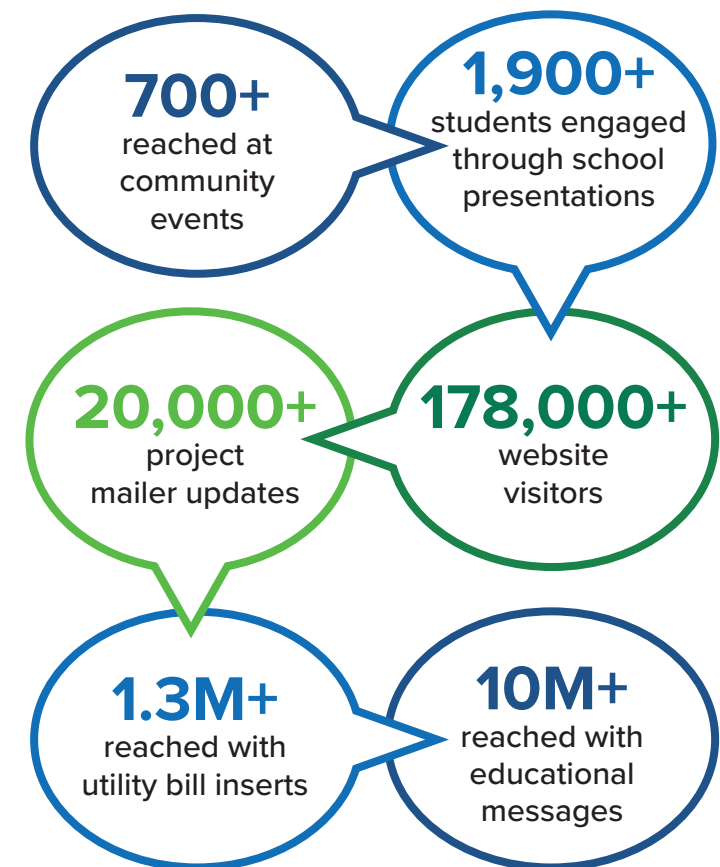 700+
reached at
community
events
1,900+
students engaged
through school
presentations
178,000+
website
visitors
20,000+
project
mailer updates
1.3M+
reached with
utility bill inserts
10M+
reached with
educational
messages